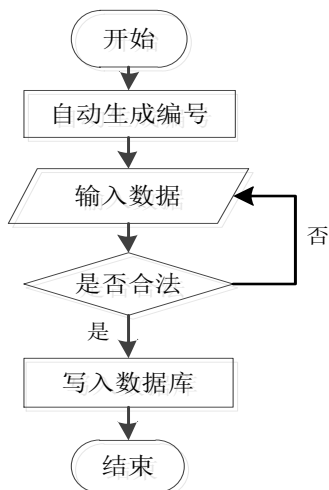 开始
自动生成编号
输入数据
否
是否合法
是
写入数据库
结束